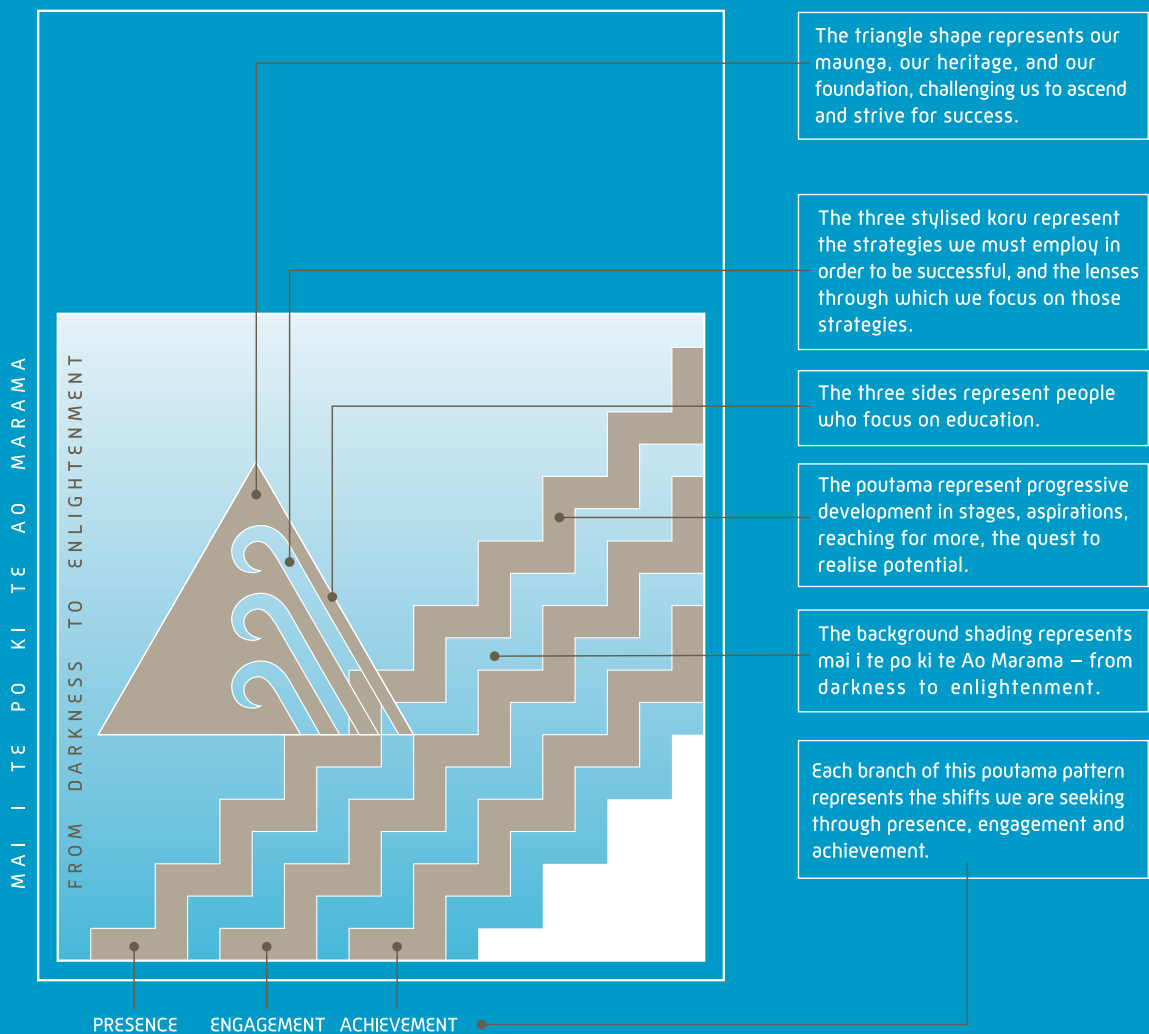 The triangle shape represents our
maunga, our heritage, and our
foundation, challenging us to ascend
and strive for success.
The three stylised koru represent
the strategies we must employ in
order to be successful, and the lenses
through which we focus on those
strategies.
The three sides represent people
who focus on education.
The poutama represent progressive
development in stages, aspirations,
reaching for more, the quest to
realise potential.
The background shading represents
mai i te po ki te Ao Marama – from
darkness to enlightenment.
Each branch of this poutama pattern
represents the shifts we are seeking
through presence, engagement and
achievement.
MAI I TE PO KI TE AO MARAMA
FROM DARKNESS TO ENLIGHTENMENT
PRESENCE ENGAGEMENT ACHIEVEMENT